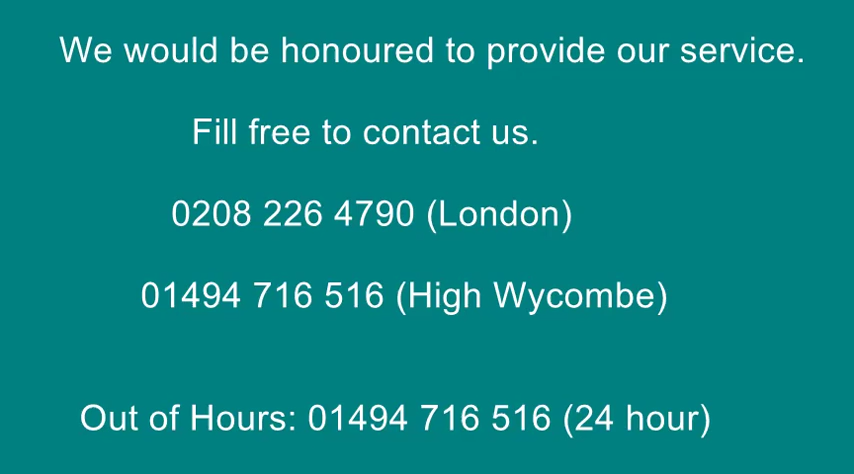 We would be honoured to provide our service.
Fill free to contact us.
0208 226 4790 (London)
01494 716 516 (High Wycombe)
Out of Hours: 01494 716 516 (24 hour)